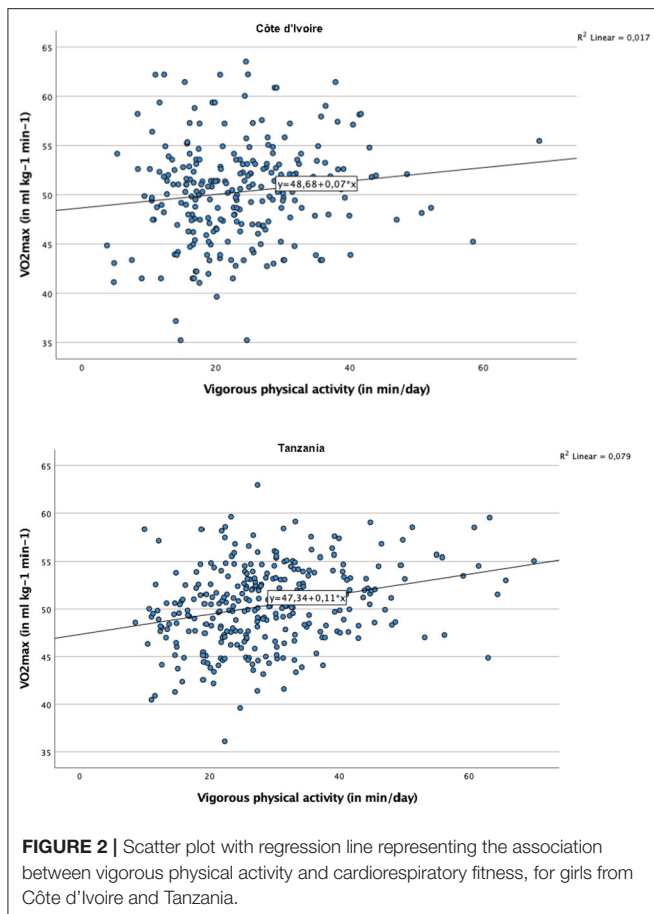 Côte d'Ivoire
R² Linear = 0,017
65
60
55
50
45
40
35
VO2max (in ml kg-1 min-1)
y=48,68+0,07*x
0 20 40 60
Vigorous physical activity (in min/day)
Tanzania
R² Linear = 0,079
65
60
55
50
45
40
35
VO2max (in ml kg-1 min-1)
y=47,34+0,11*x
0 20 40 60
Vigorous physical activity (in min/day)
FIGURE 2 | Scatter plot with regression line representing the association
between vigorous physical activity and cardiorespiratory fitness, for girls from
Côte d'Ivoire and Tanzania.